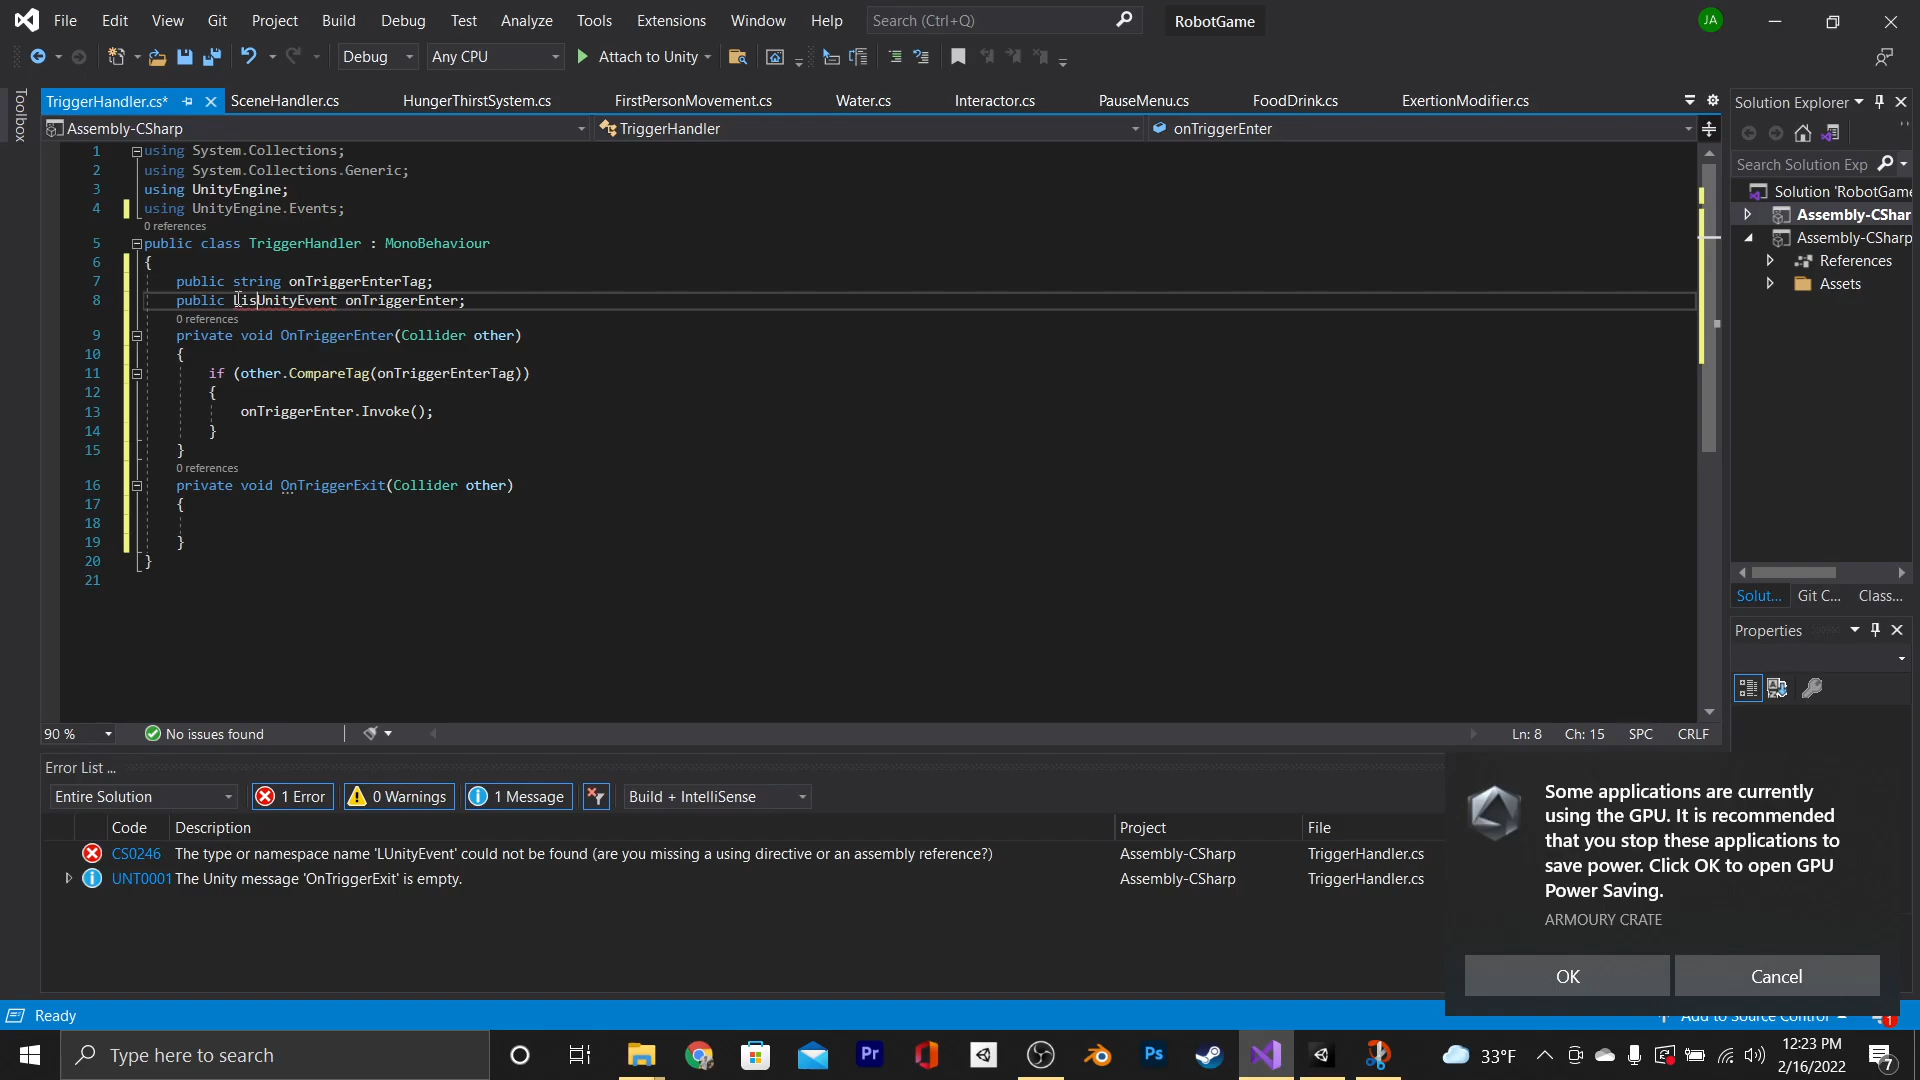 File Edit View Git Project Build Debug Test Analyze Tools Extensions Window Help Search (Ctrl+Q) RobotGame JA
Debug Any CPU Attach to Unity
Toolbox
TriggerHandler.cs* SceneHandler.cs HungerThirstSystem.cs FirstPersonMovement.cs Water.cs Interactor.cs PauseMenu.cs FoodDrink.cs ExertionModifier.cs
Assembly-CSharp TriggerHandler onTriggerEnter
1 using System.Collections;
2 using System.Collections.Generic;
3 using UnityEngine;
4 using UnityEngine.Events;
0 references
5 public class TriggerHandler : MonoBehaviour
6 {
7 public string onTriggerEnterTag;
8 public LisUnityEvent onTriggerEnter;
0 references
9 private void OnTriggerEnter(Collider other)
10 {
11 if (other.CompareTag(onTriggerEnterTag))
12 {
13 onTriggerEnter.Invoke();
14 }
15 }
0 references
16 private void OnTriggerExit(Collider other)
17 {
18
19 }
20 }
21
90 % No issues found Ln: 8 Ch: 15 SPC CRLF
Solution Explorer
Search Solution Exp
Solution 'RobotGame
Assembly-CShar
Assembly-CSharp
References
Assets
Solut... Git C... Class...
Properties
Error List ...
Entire Solution 1 Error 0 Warnings 1 Message Build + IntelliSense
Code Description Project File
CS0246 The type or namespace name 'LUnityEvent' could not be found (are you missing a using directive or an assembly reference?) Assembly-CSharp TriggerHandler.cs
UNT0001 The Unity message 'OnTriggerExit' is empty. Assembly-CSharp TriggerHandler.cs
Some applications are currently
using the GPU. It is recommended
that you stop these applications to
save power. Click OK to open GPU
Power Saving.
ARMOURY CRATE
OK Cancel
Ready Add to Source Control 1
Type here to search Pr Ps 33°F 12:23 PM
2/16/2022 7